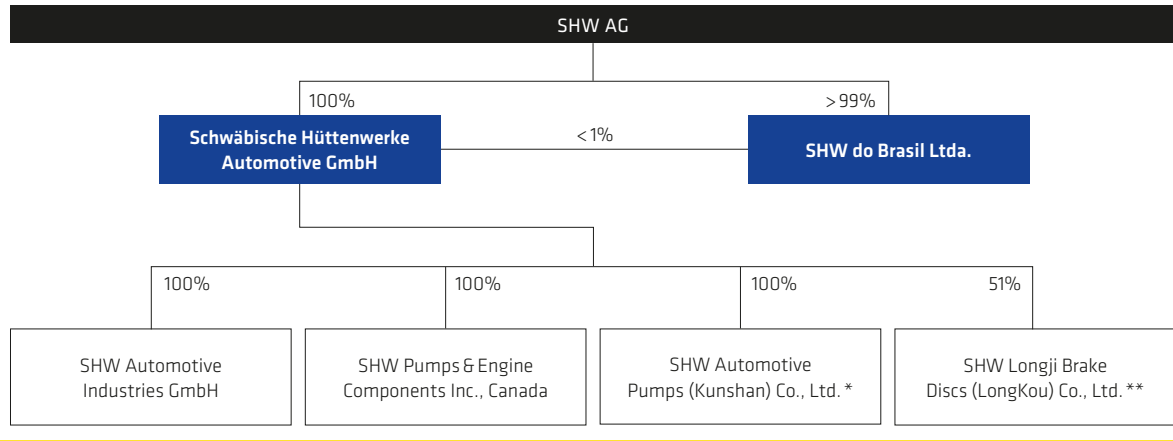 SHW AG
100%
>99%
Schwäbische Hüttenwerke
Automotive GmbH
<1%
SHW do Brasil Ltda.
100%
100%
100%
51%
SHW Automotive
Industries GmbH
SHW Pumps & Engine
Components Inc., Canada
SHW Automotive
Pumps (Kunshan) Co., Ltd. *
SHW Longji Brake
Discs (LongKou) Co., Ltd. **